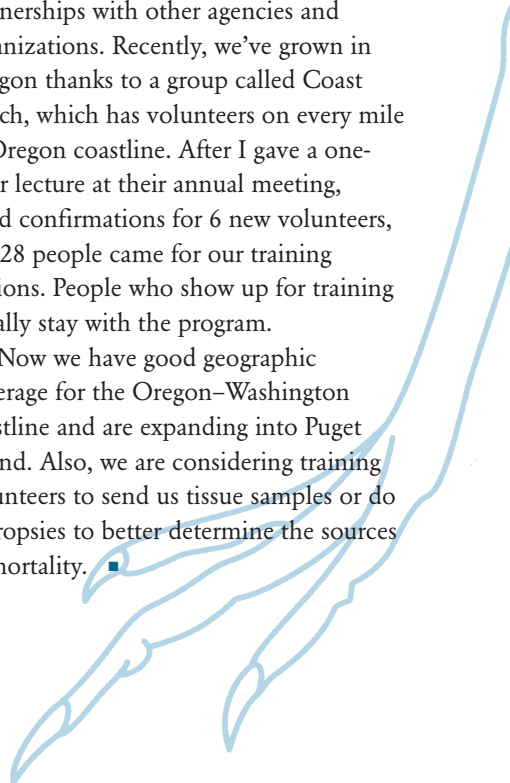 nerships with other agencies and
nizations. Recently, we’ve grown in
gon thanks to a group called Coast
ch, which has volunteers on every mile
Oregon coastline. After I gave a one-
r lecture at their annual meeting,
d confirmations for 6 new volunteers,
28 people came for our training
ions. People who show up for training
ally stay with the program.
Now we have good geographic
erage for the Oregon–Washington
stline and are expanding into Puget
nd. Also, we are considering training
unteers to send us tissue samples or do
ropsies to better determine the sources
mortality. ■